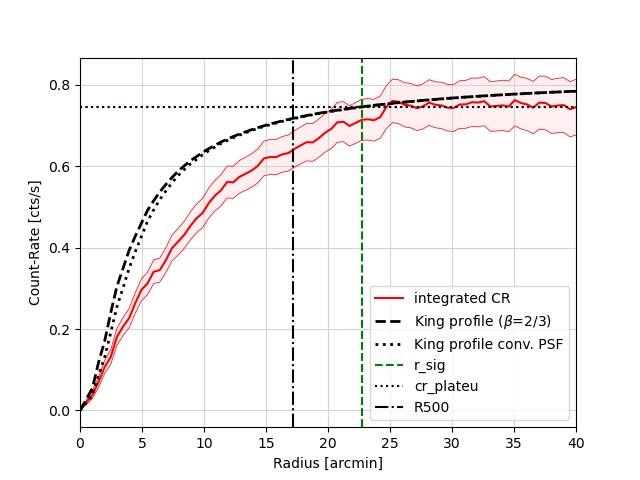 0.8
0.6
0.4
0.2
0.0
Count-Rate [cts/s]
integrated CR
King profile (β=2/3)
King profile conv. PSF
r_sig
cr_plateu
R500
0 5 10 15 20 25 30 35 40
Radius [arcmin]